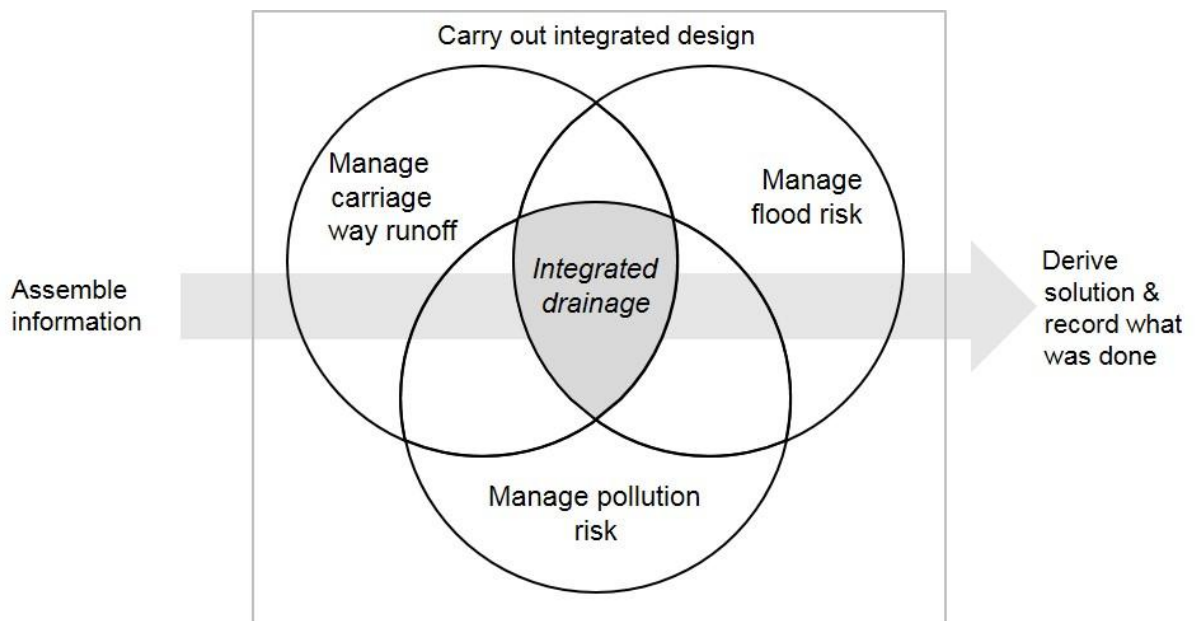 Carry out integrated design
Manage
carriage
way runoff
Manage
flood risk
Integrated
drainage
Assemble
information
Derive
solution &
record what
was done
Manage pollution
risk